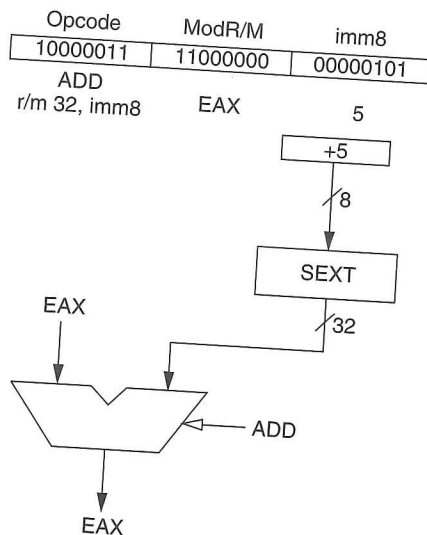 Opcode ModR/M imm8
10000011 11000000 00000101
ADD EAX 5
r/m 32, imm8
+5
8
SEXT
32
EAX
ADD
EAX